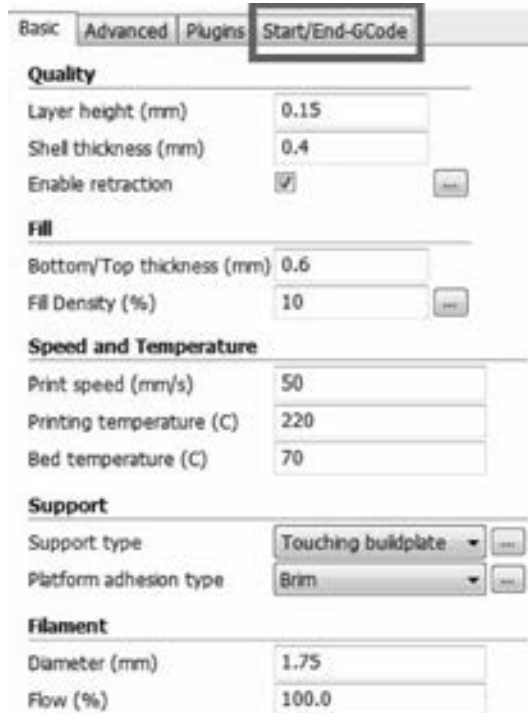 Basic Advanced Plugins Start/End-GCode
Quality
Layer height (mm) 0.15
Shell thickness (mm) 0.4
Enable retraction ...
Fill
Bottom/Top thickness (mm) 0.6
Fill Density (%) 10 ...
Speed and Temperature
Print speed (mm/s) 50
Printing temperature (C) 220
Bed temperature (C) 70
Support
Support type Touching buildplate ...
Platform adhesion type Brim ...
Filament
Diameter (mm) 1.75
Flow (%) 100.0